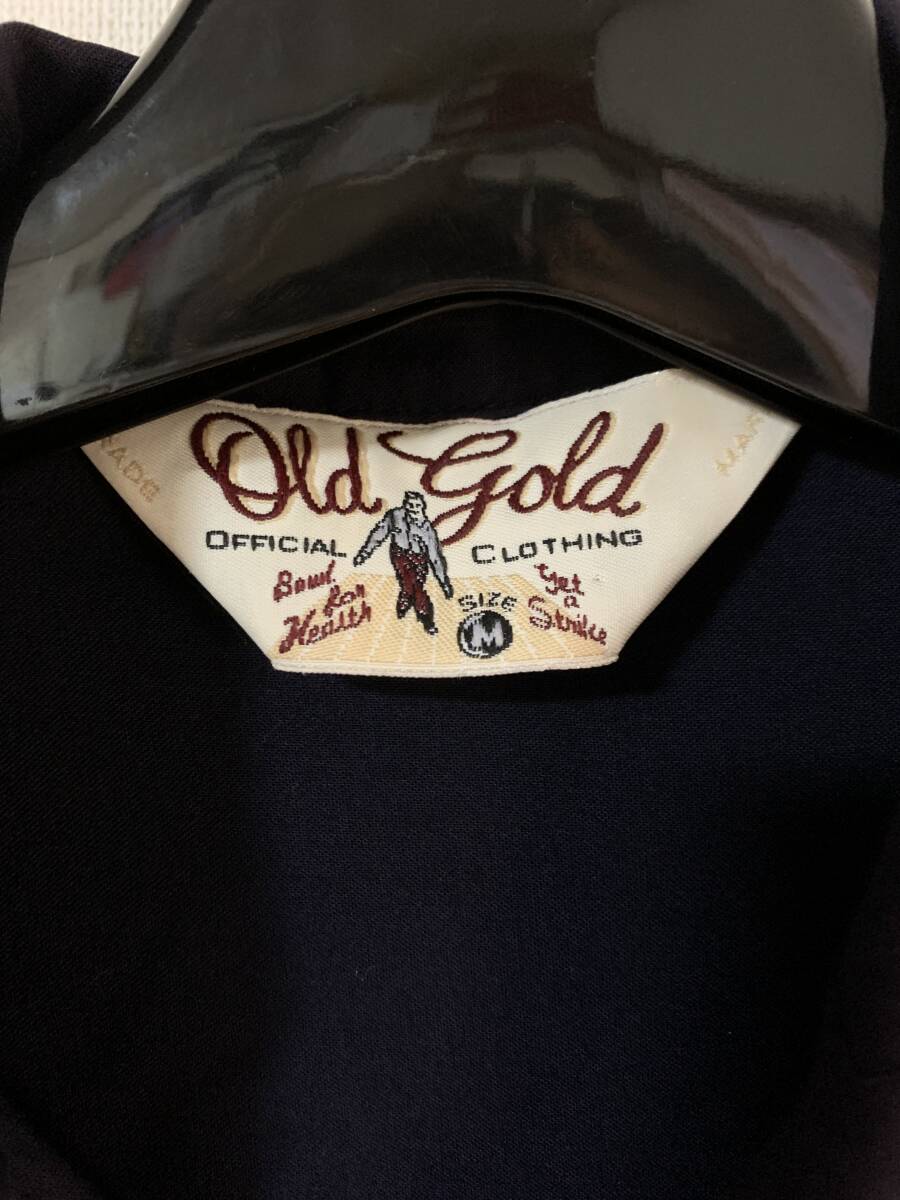 Old Gold
OFFICIAL CLOTHING
Bowl for Health
SIZE M
Get a Strike